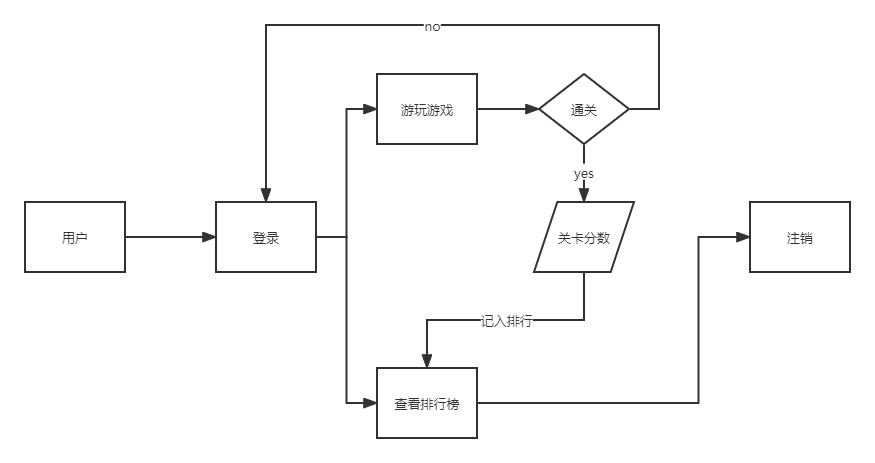 no
游玩游戏
通关
yes
用户
登录
关卡分数
注销
记入排行
查看排行榜